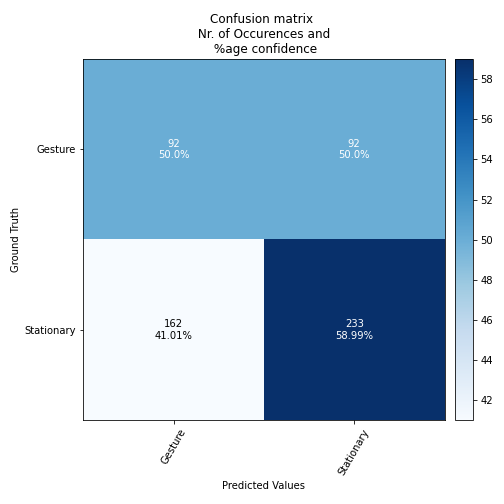 Confusion matrix
Nr. of Occurences and
%age confidence
Ground Truth
Gesture
92
50.0%
92
50.0%
Stationary
162
41.01%
233
58.99%
Gesture
Stationary
Predicted Values
58
56
54
52
50
48
46
44
42